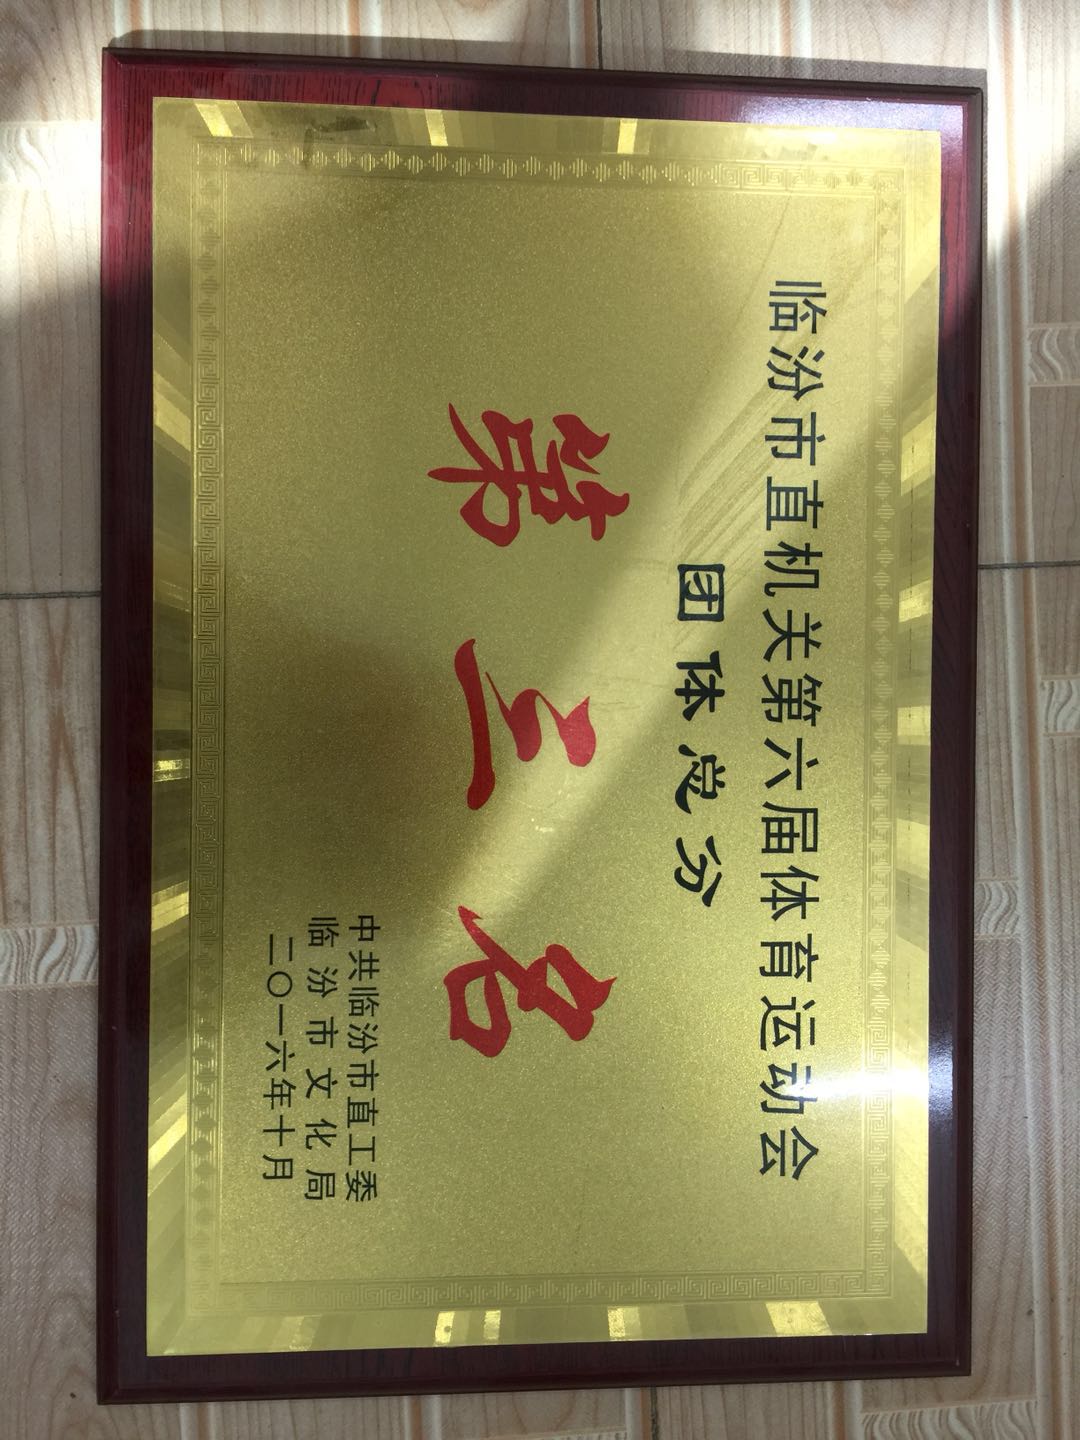 临汾市直机关第六届体育运动会
团体总分
第三名
中共临汾市直工委
临汾市文化局
二〇一六年十月